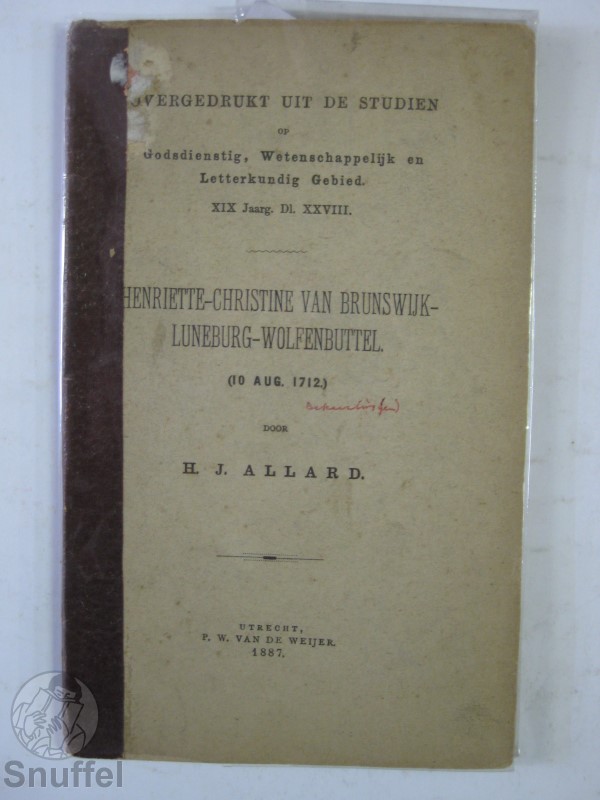 OVERGEDRUKT UIT DE STUDIEN
OP
Godsdienstig, Wetenschappelijk en
Letterkundig Gebied.
XIX Jaarg. Dl. XXVIII.
HENRIETTE-CHRISTINE VAN BRUNSWIJK-
LUNEBURG-WOLFENBUTTEL.
(10 AUG. 1712.)
DOOR
H. J. ALLARD.
UTRECHT,
P. W. VAN DE WEIJER.
1887.
Snuffel